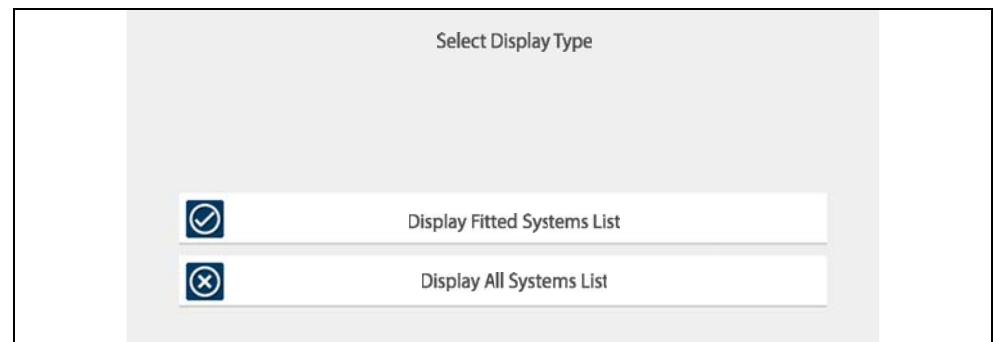 Select Display Type
Display Fitted Systems List
Display All Systems List